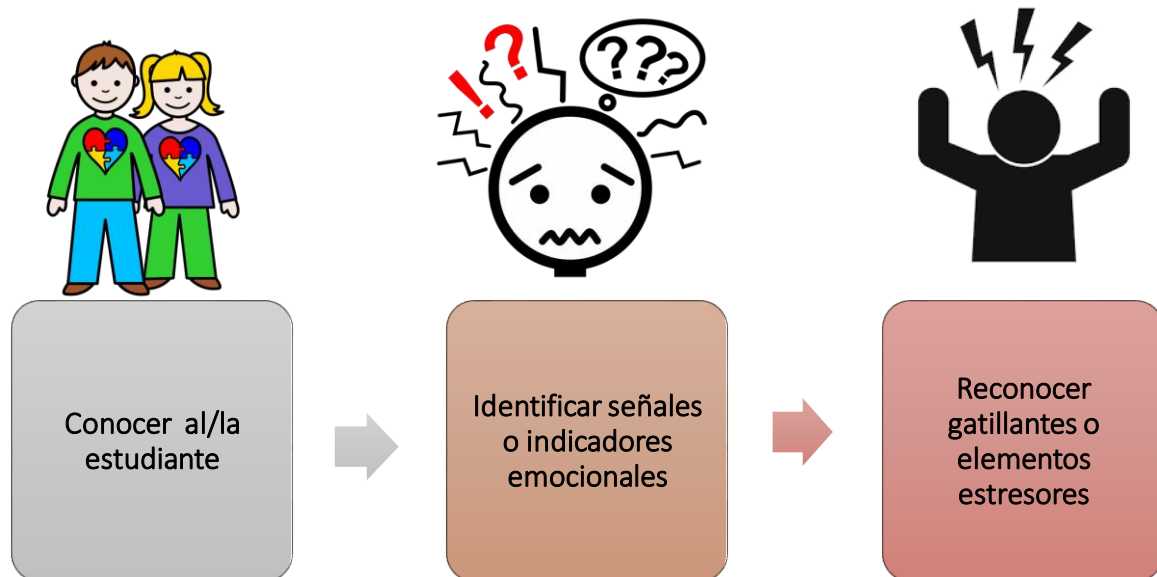 ! ?
???
Conocer al/la
estudiante
Identificar señales
o indicadores
emocionales
Reconocer
gatillantes o
elementos
estresores